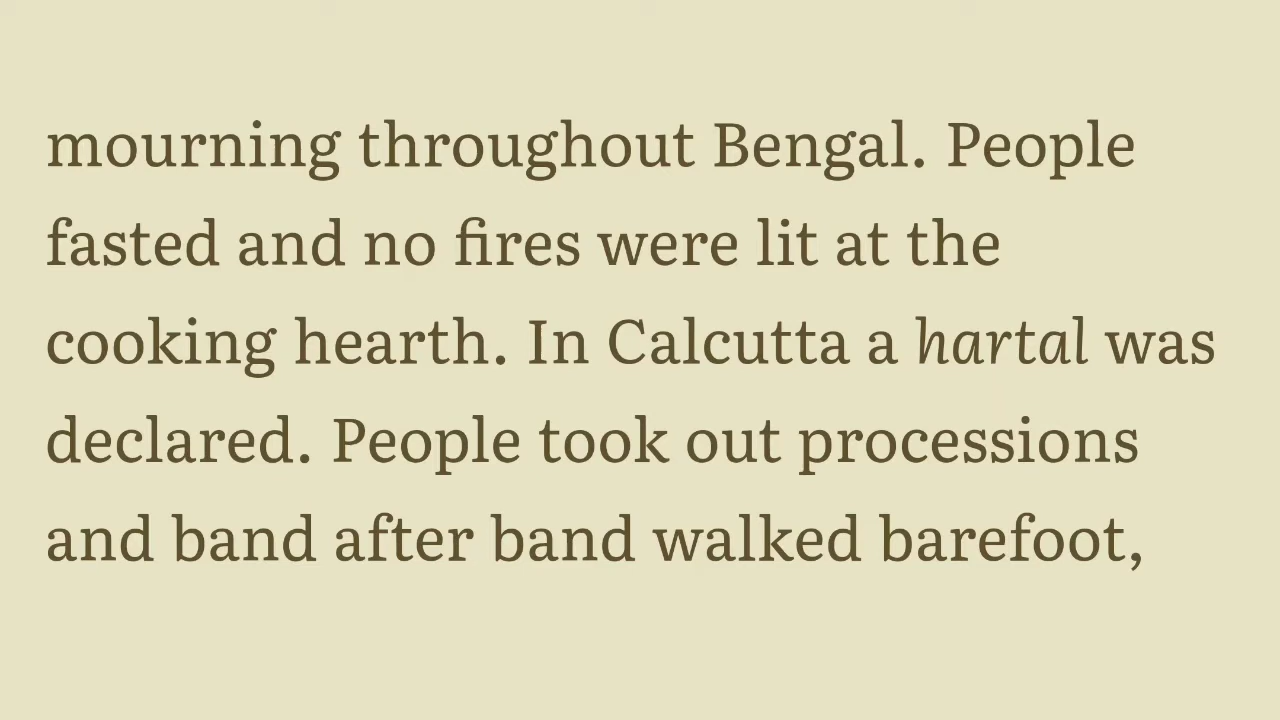 mourning throughout Bengal. People
fasted and no fires were lit at the
cooking hearth. In Calcutta a hartal was
declared. People took out processions
and band after band walked barefoot,